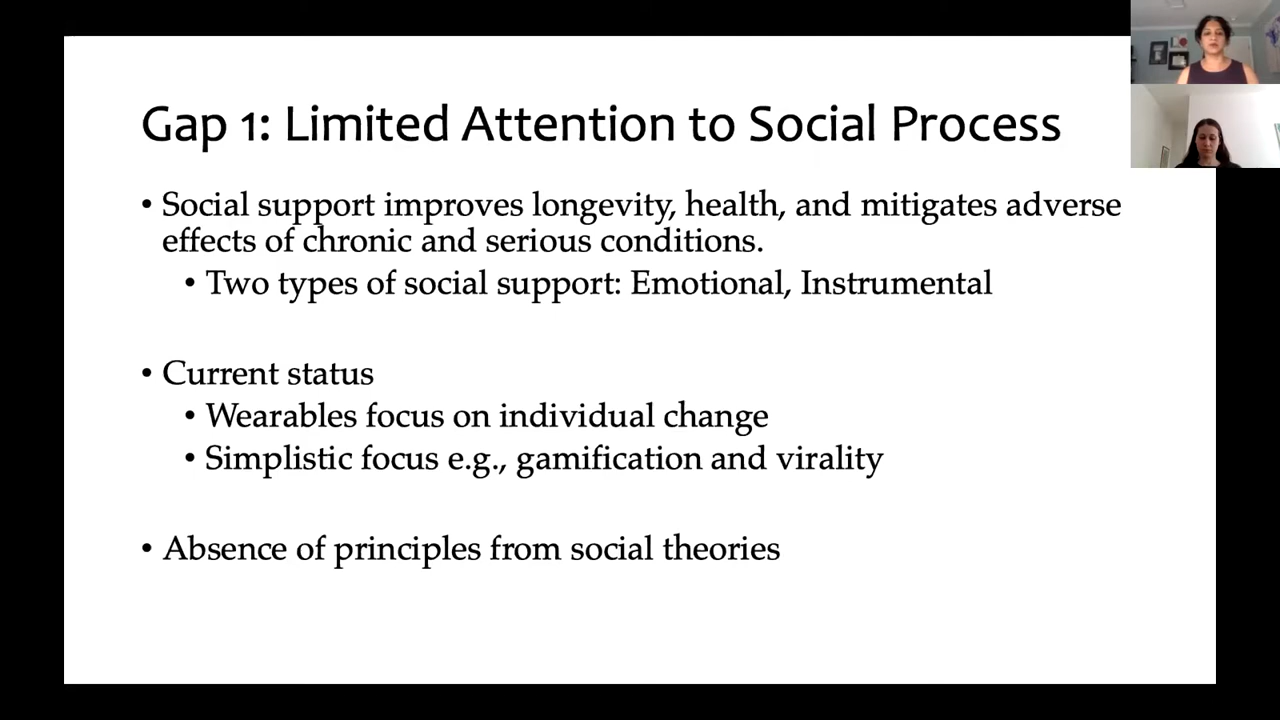 Gap 1: Limited Attention to Social Process
• Social support improves longevity, health, and mitigates adverse
effects of chronic and serious conditions.
• Two types of social support: Emotional, Instrumental
• Current status
• Wearables focus on individual change
• Simplistic focus e.g., gamification and virality
• Absence of principles from social theories